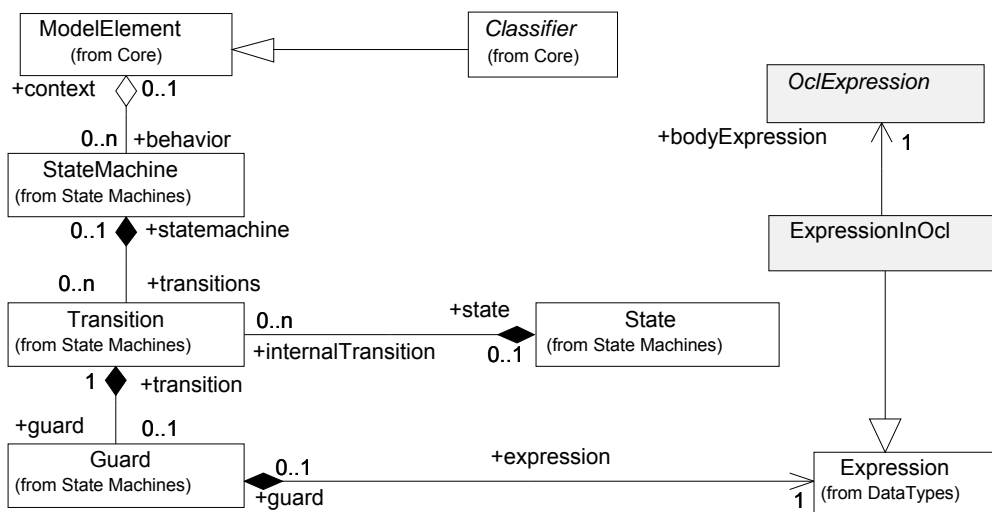 ModelElement
(from Core)
Classifier
(from Core)
+context
0..1
OclExpression
+bodyExpression
1
0..n
+behavior
StateMachine
(from State Machines)
ExpressionInOcl
0..1
+statemachine
0..n
+transitions
Transition
(from State Machines)
0..n
+internalTransition
+state
0..1
State
(from State Machines)
1
+transition
+guard
0..1
Guard
(from State Machines)
0..1
+guard
+expression
1
Expression
(from DataTypes)